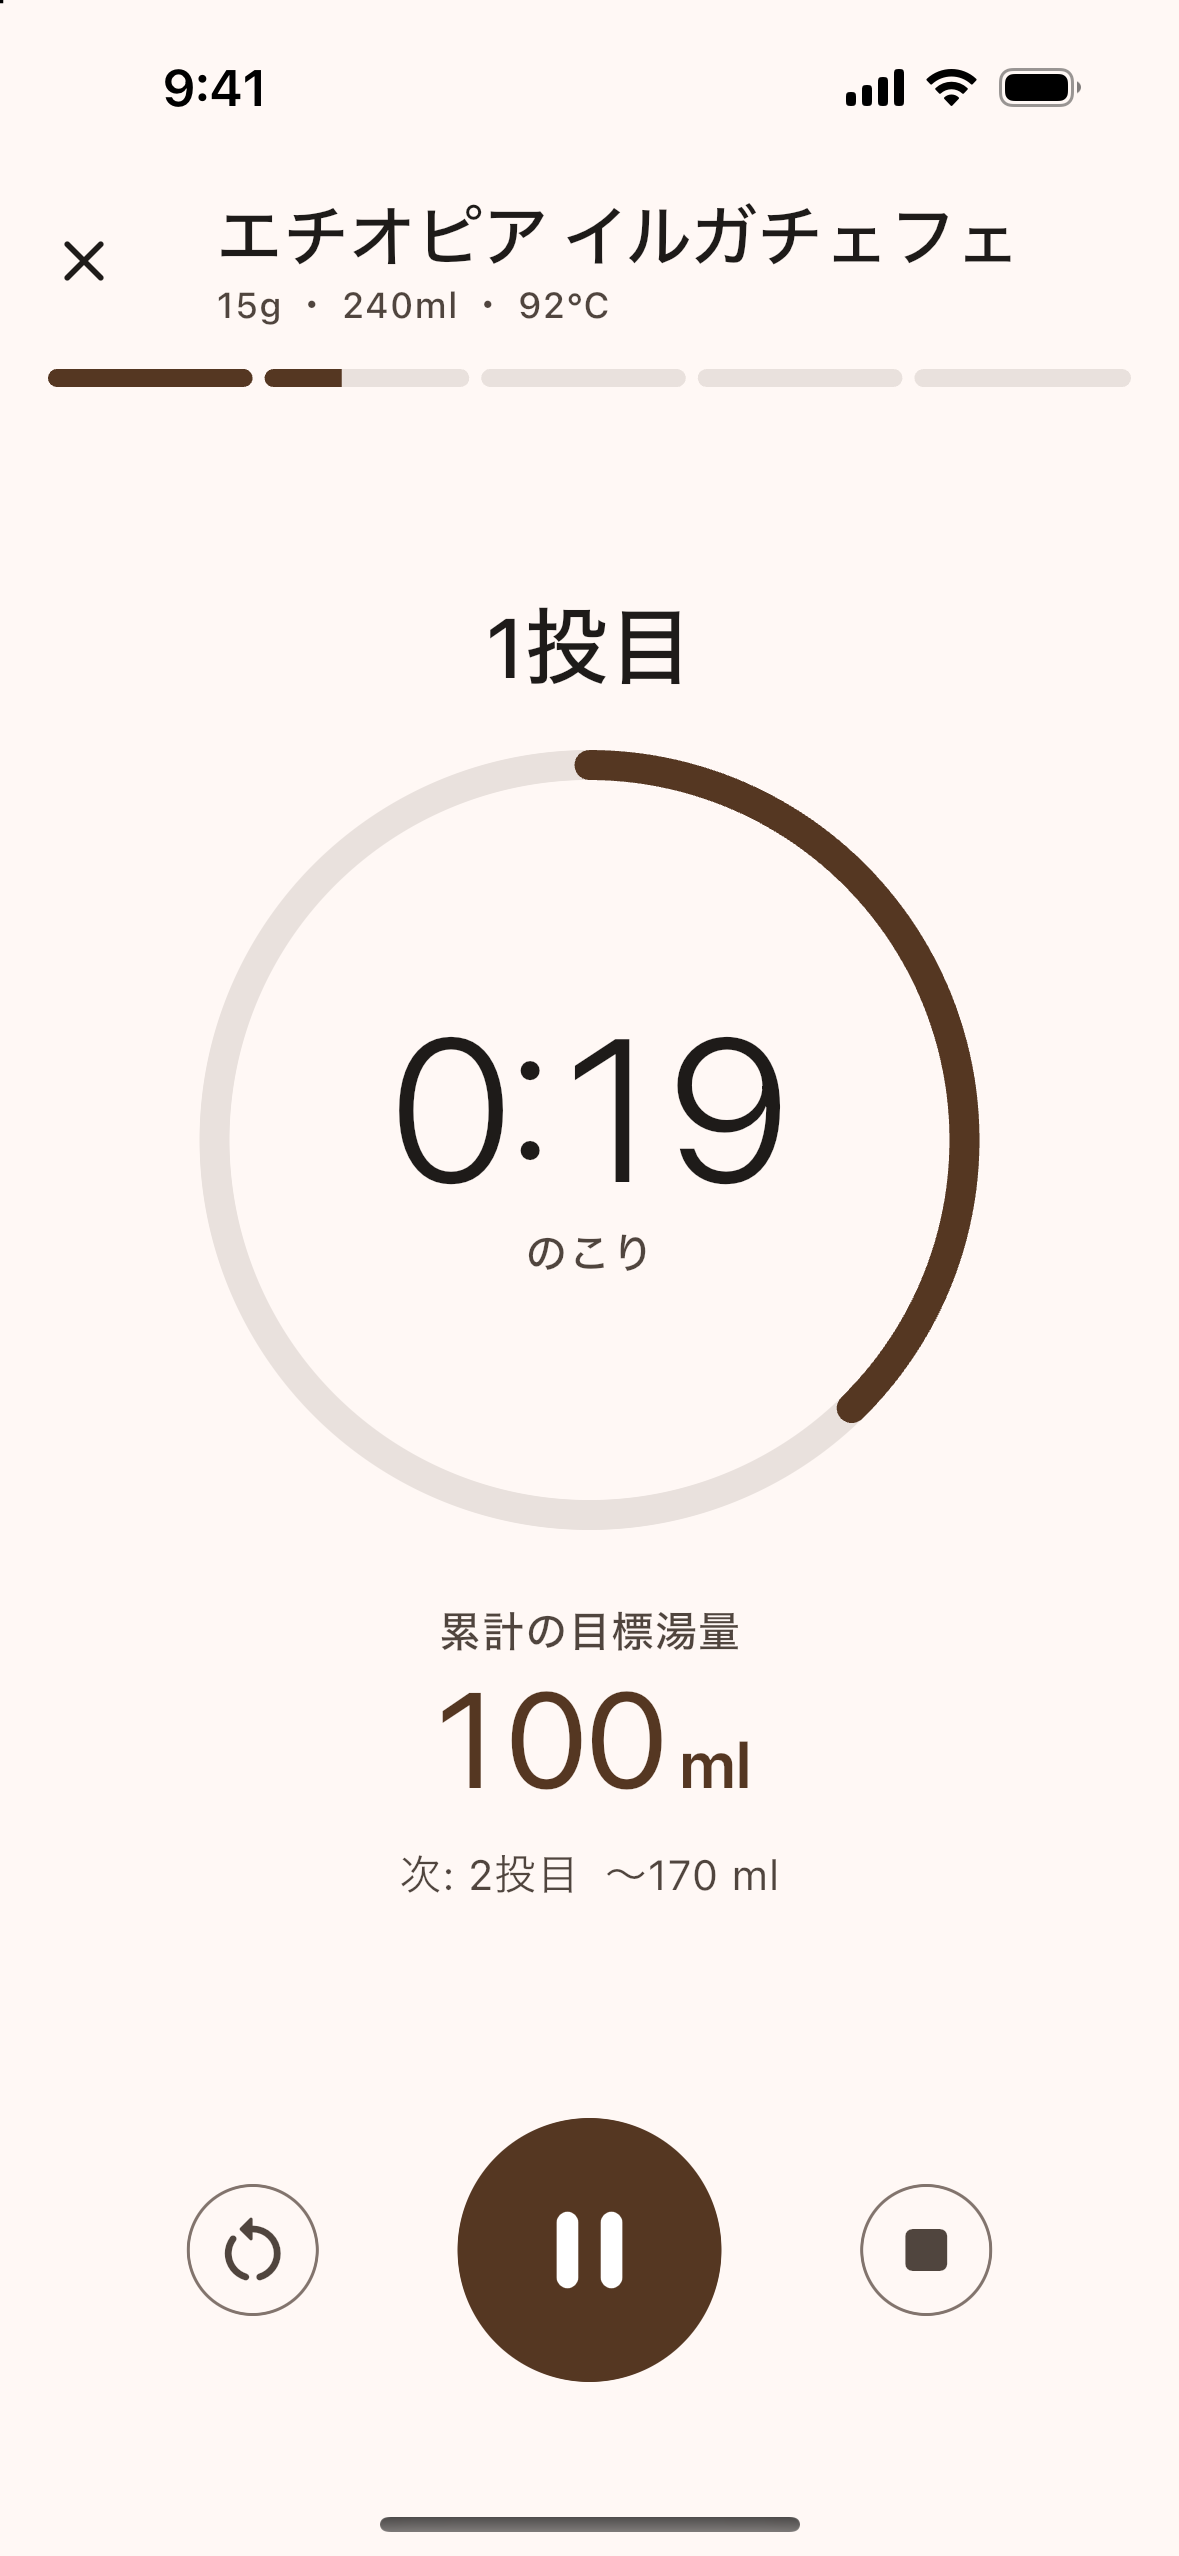 9:41
エチオピア イルガチェフェ
15g ・ 240ml ・ 92°C
1投目
0:19
のこり
累計の目標湯量
100 ml
次: 2投目 〜170 ml